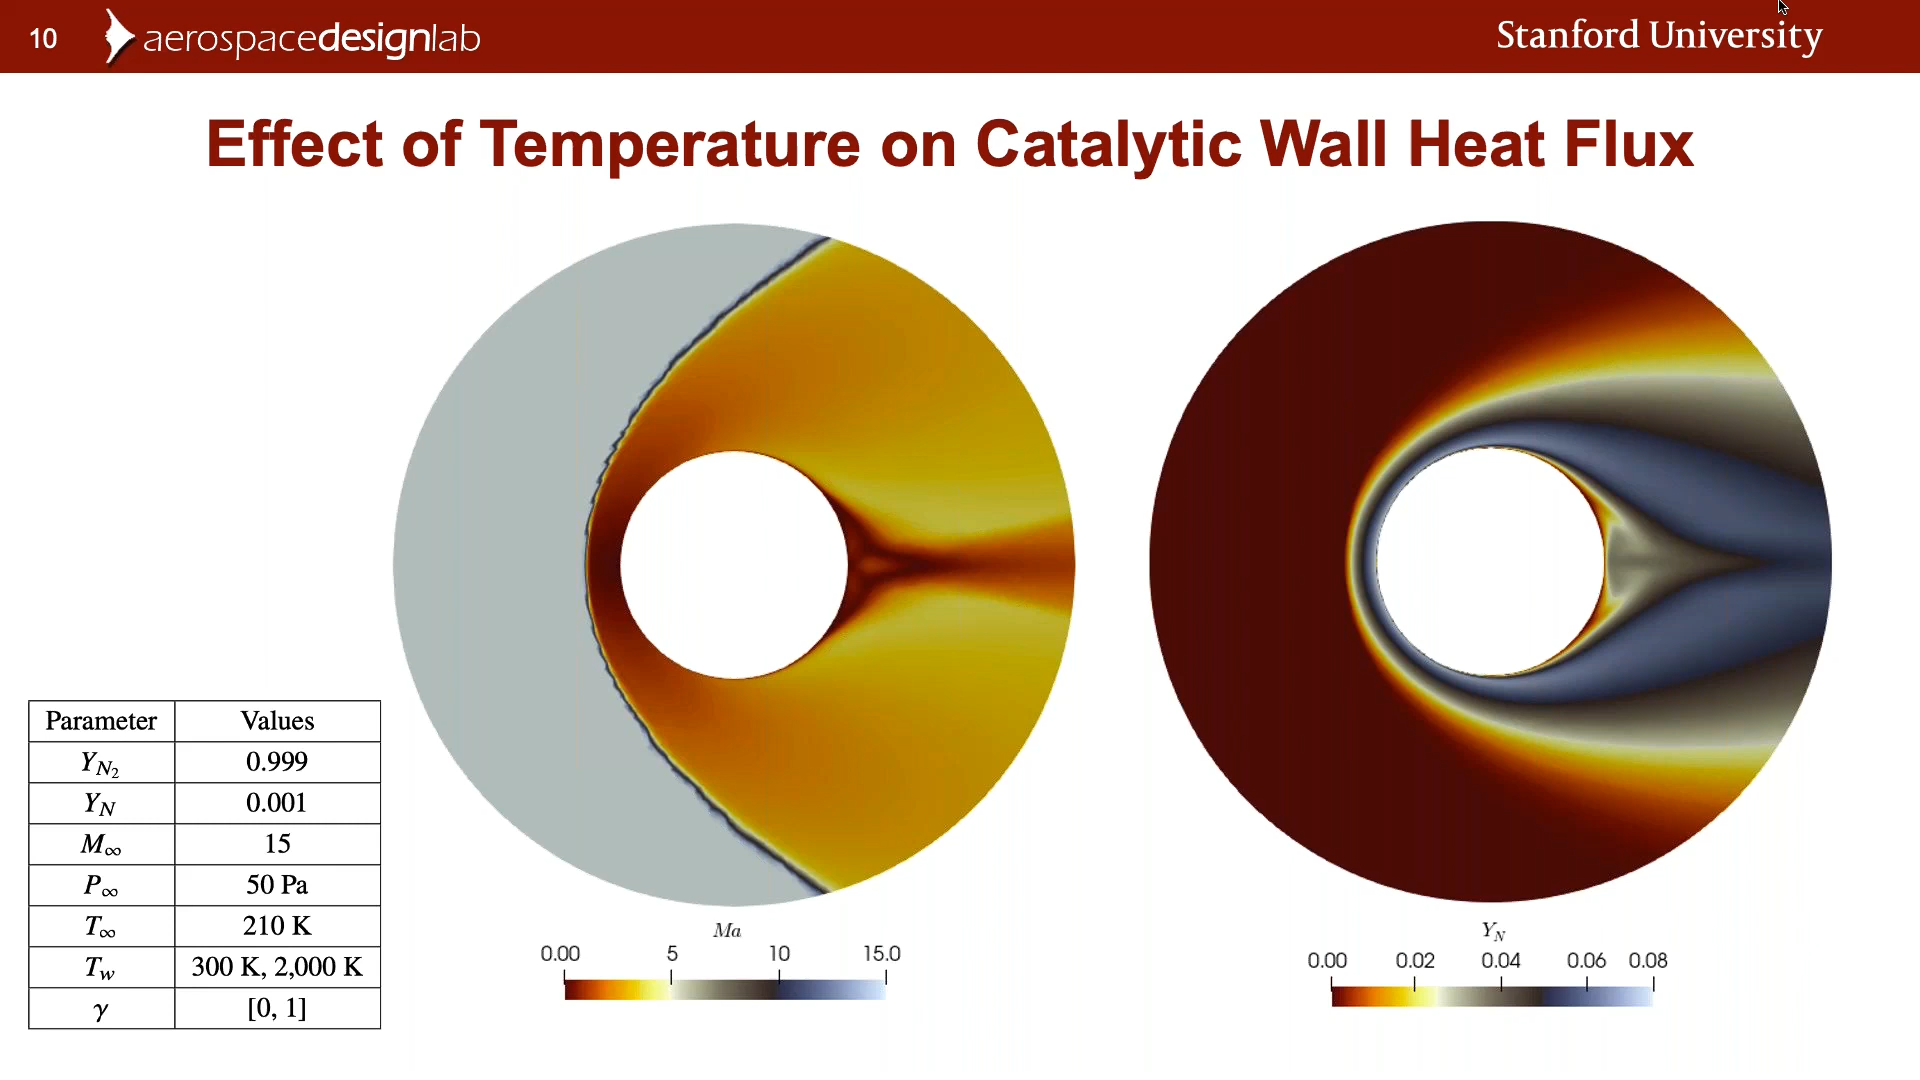 10
aerospacedesignlab
Stanford University
Effect of Temperature on Catalytic Wall Heat Flux
Parameter Values
Y_{N_2} 0.999
Y_N 0.001
M_∞ 15
P_∞ 50 Pa
T_∞ 210 K
T_w 300 K, 2,000 K
γ [0, 1]
Ma
0.00 5 10 15.0
Y_N
0.00 0.02 0.04 0.06 0.08